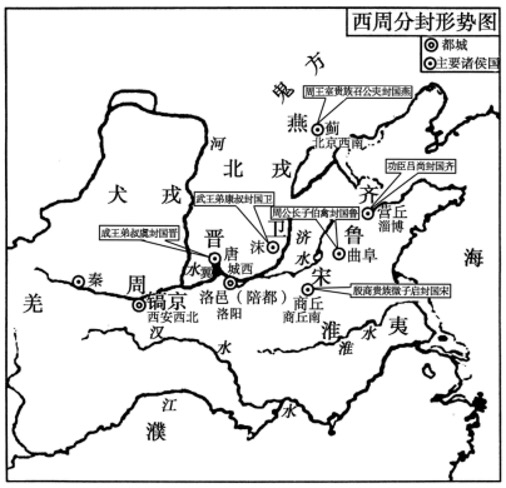 西周分封形势图
都城
主要诸侯国
鬼方
周王室贵族召公奭封国燕
燕
蓟
北京西南
河
北戎
犬戎
功臣吕尚封国齐
齐
营丘
淄博
武王弟康叔封国卫
卫
沫
周公长子伯禽封国鲁
鲁
曲阜
济
水
海
成王弟叔虞封国晋
晋
唐
翼城西
水
秦
周
镐京
西安西北
羌
洛邑(陪都)
洛阳
宋
商丘
商丘南
殷商贵族微子启封国宋
淮夷
淮水
汉
水
江
水
濮